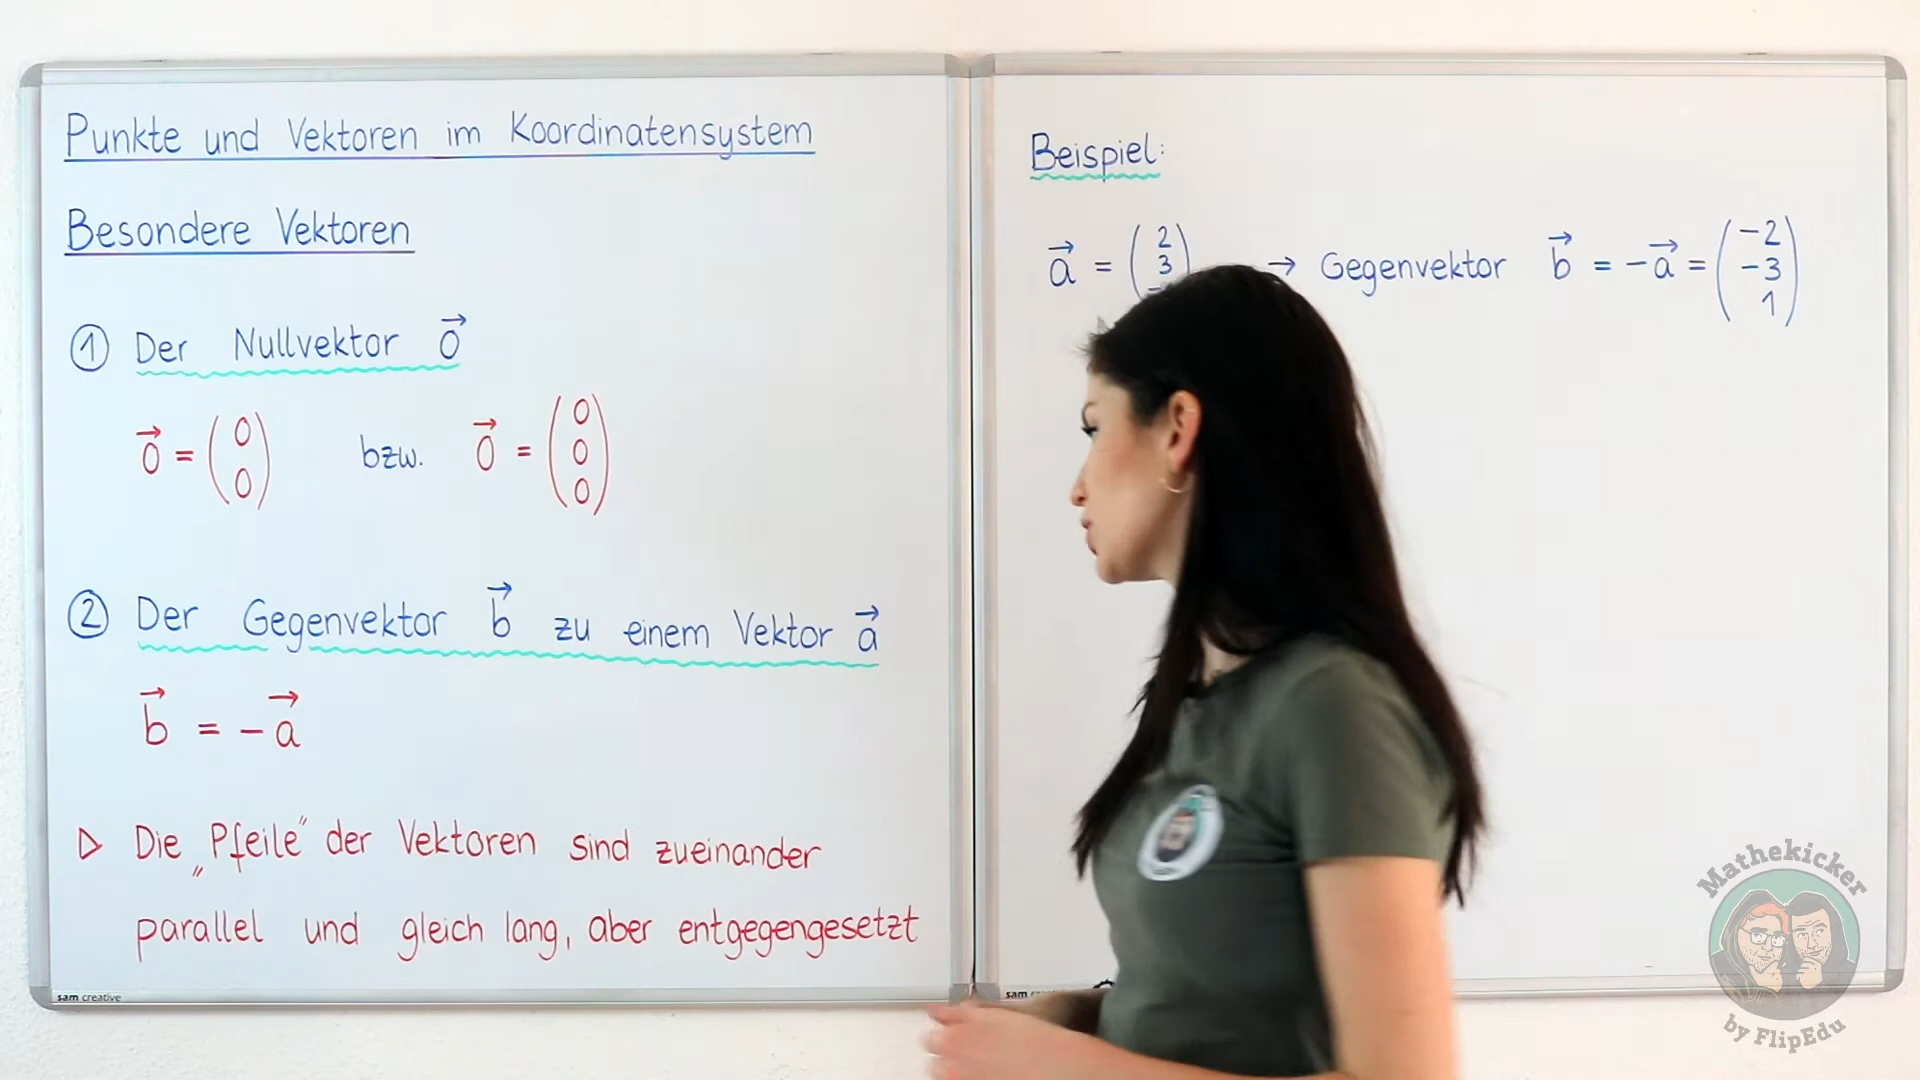 Punkte und Vektoren im Koordinatensystem
Besondere Vektoren
① Der Nullvektor o⃗
0⃗ = (0 0) bzw. 0⃗ = (0 0 0)
② Der Gegenvektor b⃗ zu einem Vektor a⃗
b⃗ = -a⃗
▷ Die „Pfeile" der Vektoren sind zueinander
parallel und gleich lang, aber entgegengesetzt
sam creative
Beispiel:
a⃗ = (2 3 → Gegenvektor b⃗ = -a⃗ = (-2 -3 1)
sam
Mathekicker
by FlipEdu